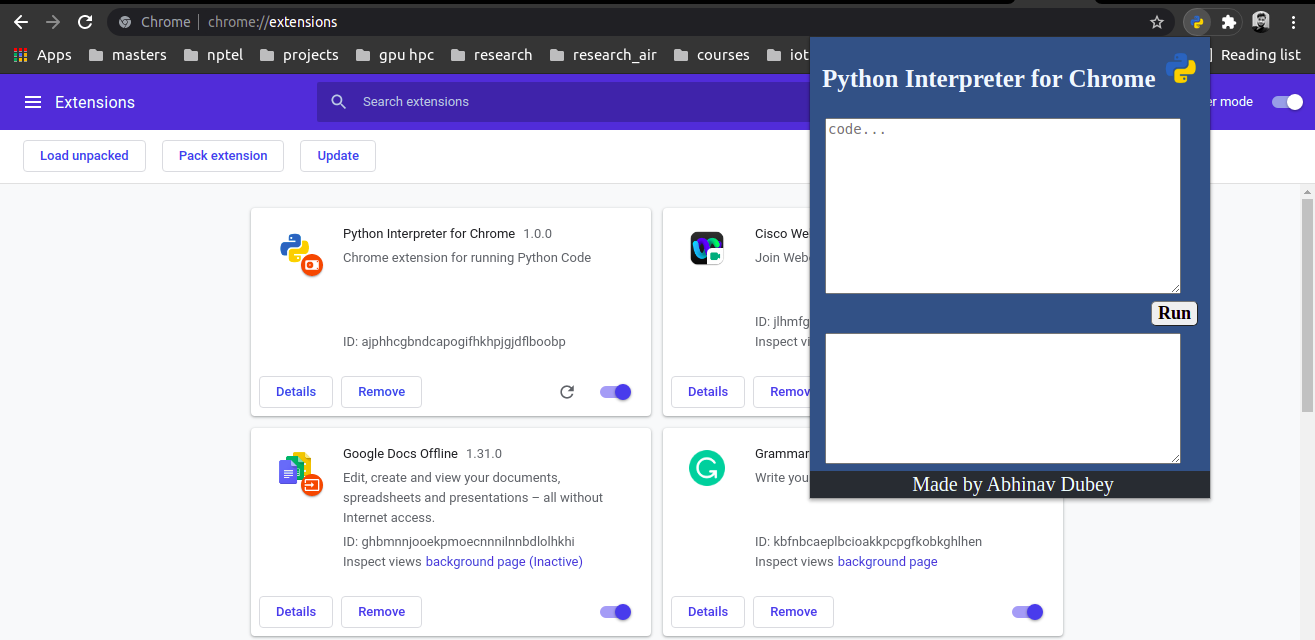 Chrome | chrome://extensions
Apps masters nptel projects gpu hpc research research_air courses iot Reading list
Extensions
Search extensions
er mode
Load unpacked Pack extension Update
Python Interpreter for Chrome
code...
Run
Made by Abhinav Dubey
Python Interpreter for Chrome 1.0.0
Chrome extension for running Python Code
ID: ajphhcgbndcapogifhkhpjgjdflboobp
Details Remove
Cisco We
Join Web
ID: jlhmfg
Inspect vi
Details Remov
Google Docs Offline 1.31.0
Edit, create and view your documents,
spreadsheets and presentations – all without
Internet access.
ID: ghbmnnjooekpmoecnnnilnnbdlolhkhi
Inspect views background page (Inactive)
Details Remove
Grammar
Write you
ID: kbfnbcaeplbcioakkpcpgfkobkghlhen
Inspect views background page
Details Remove